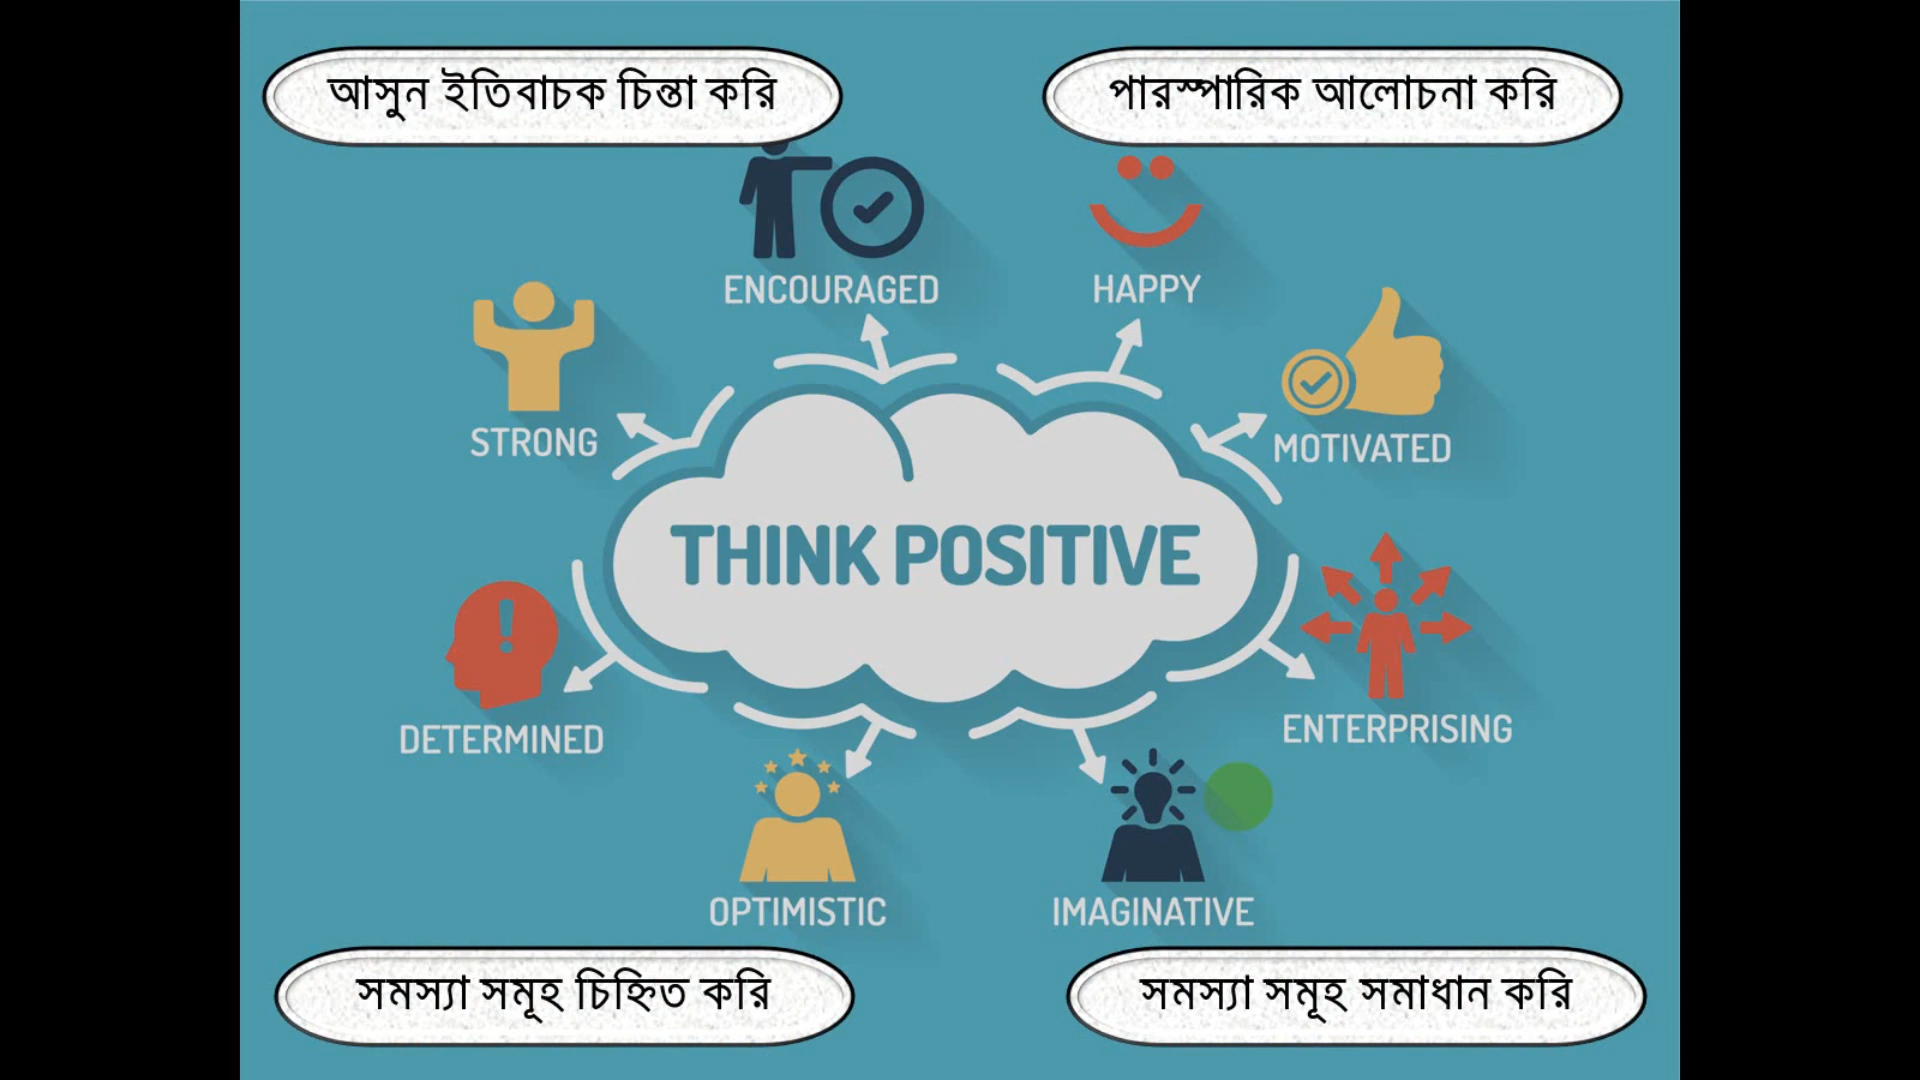 আসুন ইতিবাচক চিন্তা করি
পারস্পারিক আলোচনা করি
ENCOURAGED
HAPPY
STRONG
MOTIVATED
THINK POSITIVE
DETERMINED
ENTERPRISING
OPTIMISTIC
IMAGINATIVE
সমস্যা সমূহ চিহ্নিত করি
সমস্যা সমূহ সমাধান করি